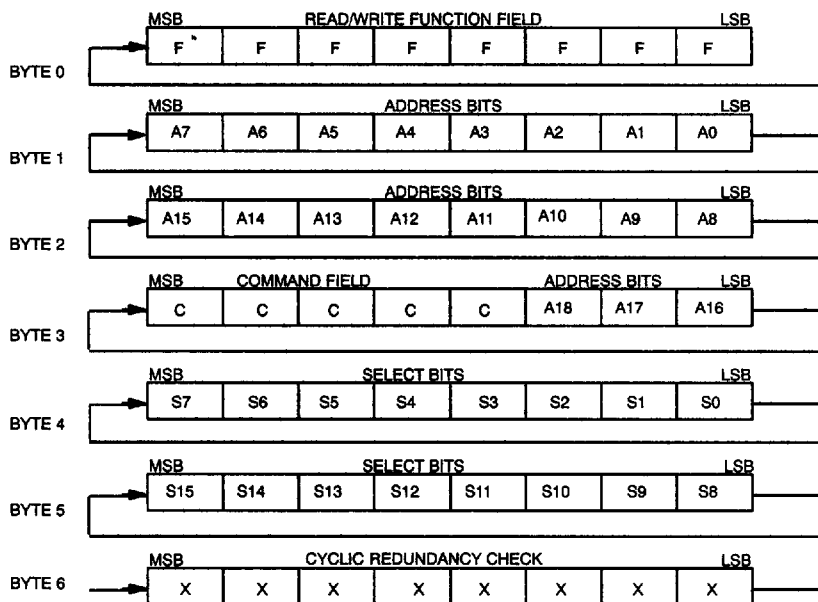 MSB READ/WRITE FUNCTION FIELD LSB
F F F F F F F F
BYTE 0
MSB ADDRESS BITS LSB
A7 A6 A5 A4 A3 A2 A1 A0
BYTE 1
MSB ADDRESS BITS LSB
A15 A14 A13 A12 A11 A10 A9 A8
BYTE 2
MSB COMMAND FIELD ADDRESS BITS LSB
C C C C C A18 A17 A16
BYTE 3
MSB SELECT BITS LSB
S7 S6 S5 S4 S3 S2 S1 S0
BYTE 4
MSB SELECT BITS LSB
S15 S14 S13 S12 S11 S10 S9 S8
BYTE 5
MSB CYCLIC REDUNDANCY CHECK LSB
BYTE 6 X X X X X X X X